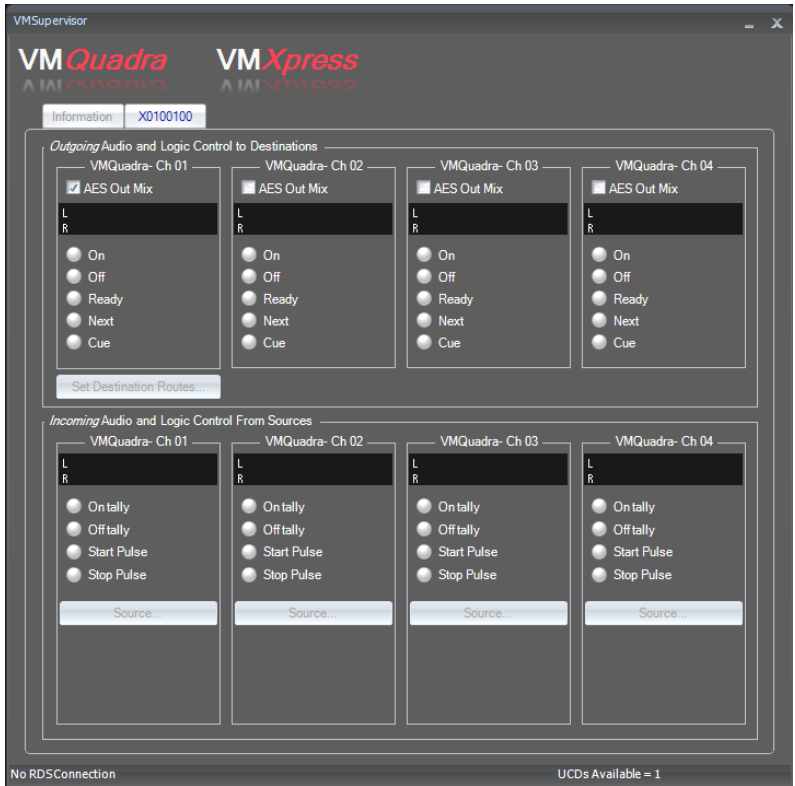 VMSupervisor
VMQuadra VMXpress
Information X0100100
Outgoing Audio and Logic Control to Destinations
VMQuadra- Ch 01 VMQuadra- Ch 02 VMQuadra- Ch 03 VMQuadra- Ch 04
AES Out Mix AES Out Mix AES Out Mix AES Out Mix
L L L L
R R R R
On On On On
Off Off Off Off
Ready Ready Ready Ready
Next Next Next Next
Cue Cue Cue Cue
Set Destination Routes...
Incoming Audio and Logic Control From Sources
VMQuadra- Ch 01 VMQuadra- Ch 02 VMQuadra- Ch 03 VMQuadra- Ch 04
L L L L
R R R R
On tally On tally On tally On tally
Off tally Off tally Off tally Off tally
Start Pulse Start Pulse Start Pulse Start Pulse
Stop Pulse Stop Pulse Stop Pulse Stop Pulse
Source... Source... Source... Source...
No RDSConnection UCDs Available = 1